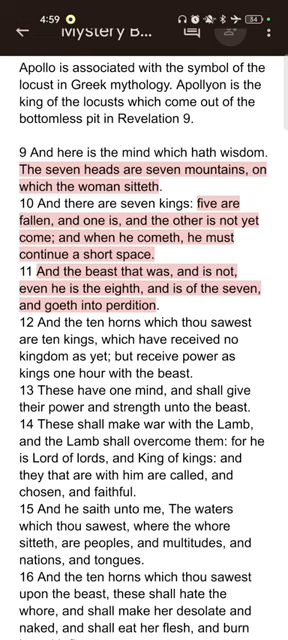 4:59
34
Mystery B...
Apollo is associated with the symbol of the
locust in Greek mythology. Apollyon is the
king of the locusts which come out of the
bottomless pit in Revelation 9.
9 And here is the mind which hath wisdom.
The seven heads are seven mountains, on
which the woman sitteth.
10 And there are seven kings: five are
fallen, and one is, and the other is not yet
come; and when he cometh, he must
continue a short space.
11 And the beast that was, and is not,
even he is the eighth, and is of the seven,
and goeth into perdition.
12 And the ten horns which thou sawest
are ten kings, which have received no
kingdom as yet; but receive power as
kings one hour with the beast.
13 These have one mind, and shall give
their power and strength unto the beast.
14 These shall make war with the Lamb,
and the Lamb shall overcome them: for he
is Lord of lords, and King of kings: and
they that are with him are called, and
chosen, and faithful.
15 And he saith unto me, The waters
which thou sawest, where the whore
sitteth, are peoples, and multitudes, and
nations, and tongues.
16 And the ten horns which thou sawest
upon the beast, these shall hate the
whore, and shall make her desolate and
naked, and shall eat her flesh, and burn